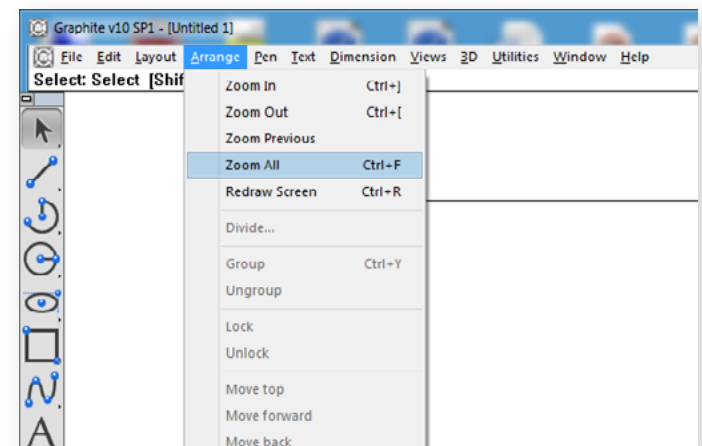 Graphite v10 SP1 - [Untitled 1]
File Edit Layout Arrange Pen Text Dimension Views 3D Utilities Window Help
Select: Select [Shif
Zoom In Ctrl+]
Zoom Out Ctrl+[
Zoom Previous
Zoom All Ctrl+F
Redraw Screen Ctrl+R
Divide...
Group Ctrl+Y
Ungroup
Lock
Unlock
Move top
Move forward
Move back
A